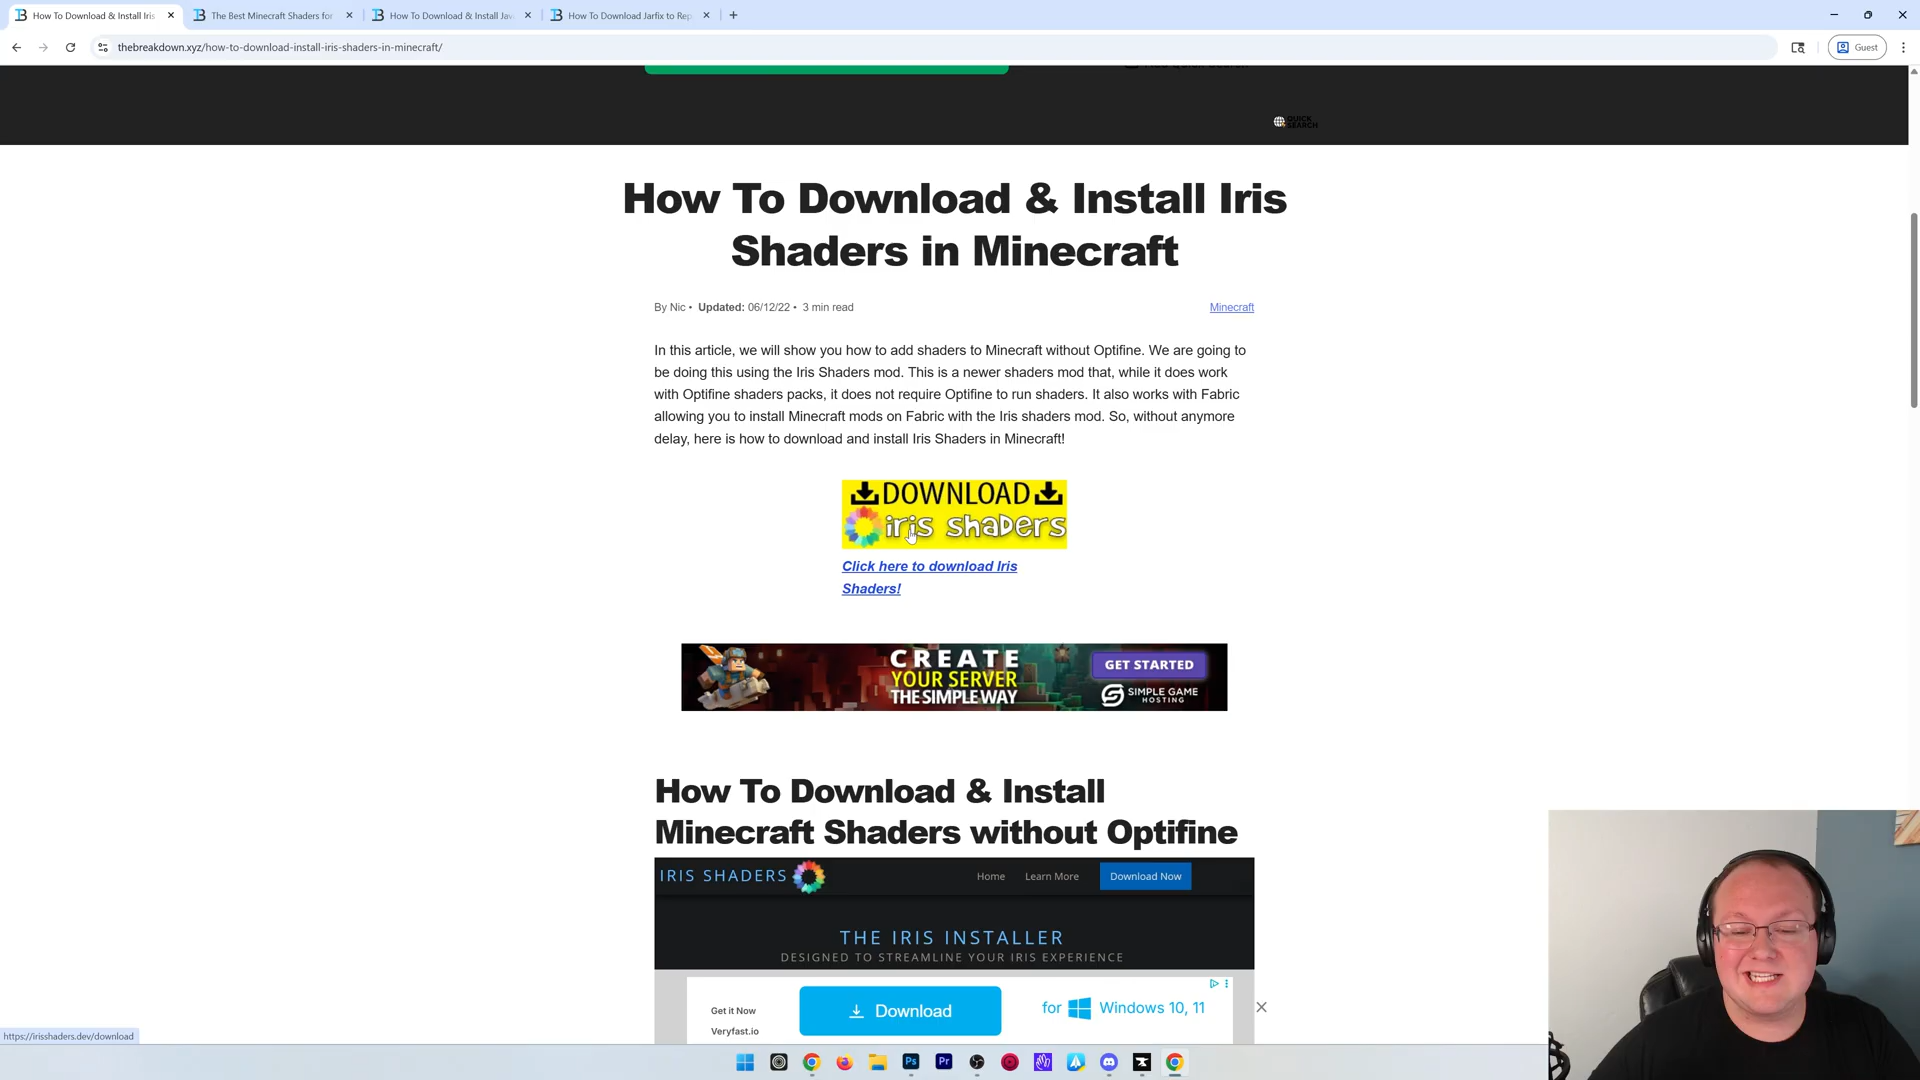 How To Download & Install Iris
The Best Minecraft Shaders for
How To Download & Install Jav
How To Download Jarfix to Rep
thebreakdown.xyz/how-to-download-install-iris-shaders-in-minecraft/
Guest
QUICK
SEARCH
How To Download & Install Iris
Shaders in Minecraft
By Nic • Updated: 06/12/22 • 3 min read
Minecraft
In this article, we will show you how to add shaders to Minecraft without Optifine. We are going to
be doing this using the Iris Shaders mod. This is a newer shaders mod that, while it does work
with Optifine shaders packs, it does not require Optifine to run shaders. It also works with Fabric
allowing you to install Minecraft mods on Fabric with the Iris shaders mod. So, without anymore
delay, here is how to download and install Iris Shaders in Minecraft!
DOWNLOAD
iris shaders
Click here to download Iris
Shaders!
CREATE
YOUR SERVER
THE SIMPLE WAY
GET STARTED
SIMPLE GAME
HOSTING
How To Download & Install
Minecraft Shaders without Optifine
IRIS SHADERS
Home
Learn More
Download Now
THE IRIS INSTALLER
DESIGNED TO STREAMLINE YOUR IRIS EXPERIENCE
Get it Now
Veryfast.io
Download
for Windows 10, 11
https://irisshaders.dev/download
Ps
Pr